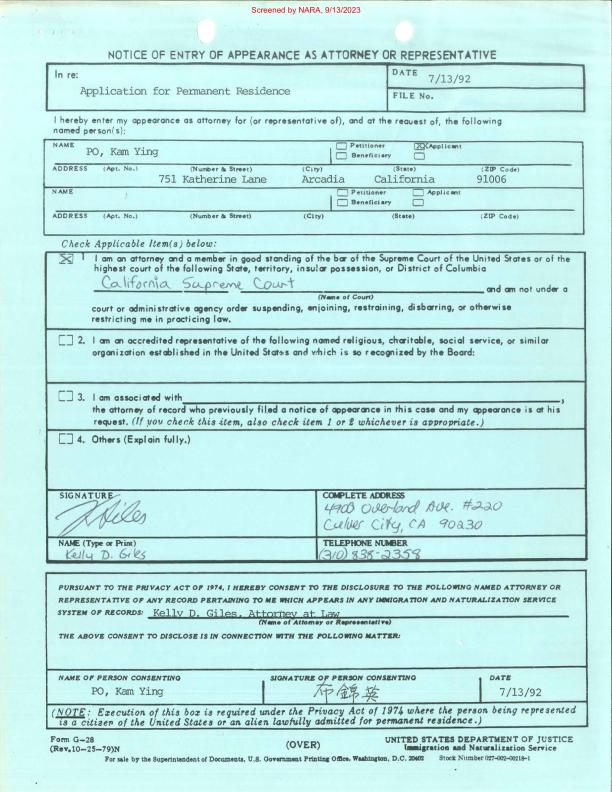 Screened by NARA, 9/13/2023
NOTICE OF ENTRY OF APPEARANCE AS ATTORNEY OR REPRESENTATIVE
In re:
Application for Permanent Residence
DATE 7/13/92
FILE No.
I hereby enter my appearance as attorney for (or representative of), and at the request of, the following
named person(s):
NAME PO, Kam Ying
Petitioner Applicant
Beneficiary
ADDRESS (Apt. No.) (Number & Street) (City) (State) (ZIP Code)
751 Katherine Lane Arcadia California 91006
NAME
Petitioner Applicant
Beneficiary
ADDRESS (Apt. No.) (Number & Street) (City) (State) (ZIP Code)
Check Applicable Item(s) below:
1 I am an attorney and a member in good standing of the bar of the Supreme Court of the United States or of the
highest court of the following State, territory, insular possession, or District of Columbia
California Supreme Court and am not under a
(Name of Court)
court or administrative agency order suspending, enjoining, restraining, disbarring, or otherwise
restricting me in practicing law.
2. I am an accredited representative of the following named religious, charitable, social service, or similar
organization established in the United States and which is so recognized by the Board:
3. I am associated with ,
the attorney of record who previously filed a notice of appearance in this case and my appearance is at his
request. (If you check this item, also check item 1 or 2 whichever is appropriate.)
4. Others (Explain fully.)
SIGNATURE
K Giles
COMPLETE ADDRESS
4900 Overland Ave. #220
Culver City, CA 90230
NAME (Type or Print)
Kelly D. Giles
TELEPHONE NUMBER
(310) 838-2358
PURSUANT TO THE PRIVACY ACT OF 1974, I HEREBY CONSENT TO THE DISCLOSURE TO THE FOLLOWING NAMED ATTORNEY OR
REPRESENTATIVE OF ANY RECORD PERTAINING TO ME WHICH APPEARS IN ANY IMMIGRATION AND NATURALIZATION SERVICE
SYSTEM OF RECORDS: Kelly D. Giles, Attorney at Law
(Name of Attorney or Representative)
THE ABOVE CONSENT TO DISCLOSE IS IN CONNECTION WITH THE FOLLOWING MATTER:
NAME OF PERSON CONSENTING
PO, Kam Ying
SIGNATURE OF PERSON CONSENTING
布錦英
DATE
7/13/92
(NOTE: Execution of this box is required under the Privacy Act of 1974 where the person being represented
is a citizen of the United States or an alien lawfully admitted for permanent residence.)
Form G-28
(Rev.10-25-79)N
(OVER)
UNITED STATES DEPARTMENT OF JUSTICE
Immigration and Naturalization Service
For sale by the Superintendent of Documents, U.S. Government Printing Office, Washington, D.C. 20402 Stock Number 027-002-00218-1